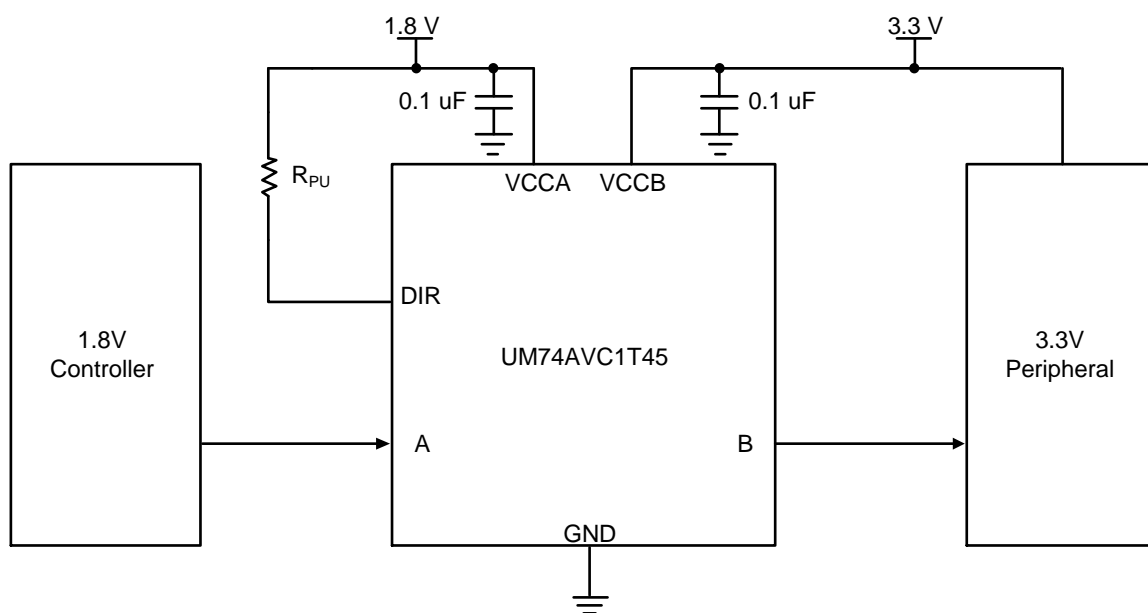 1.8 V
3.3 V
0.1 uF
0.1 uF
RPU
VCCA
VCCB
DIR
1.8V
Controller
UM74AVC1T45
3.3V
Peripheral
A
B
GND